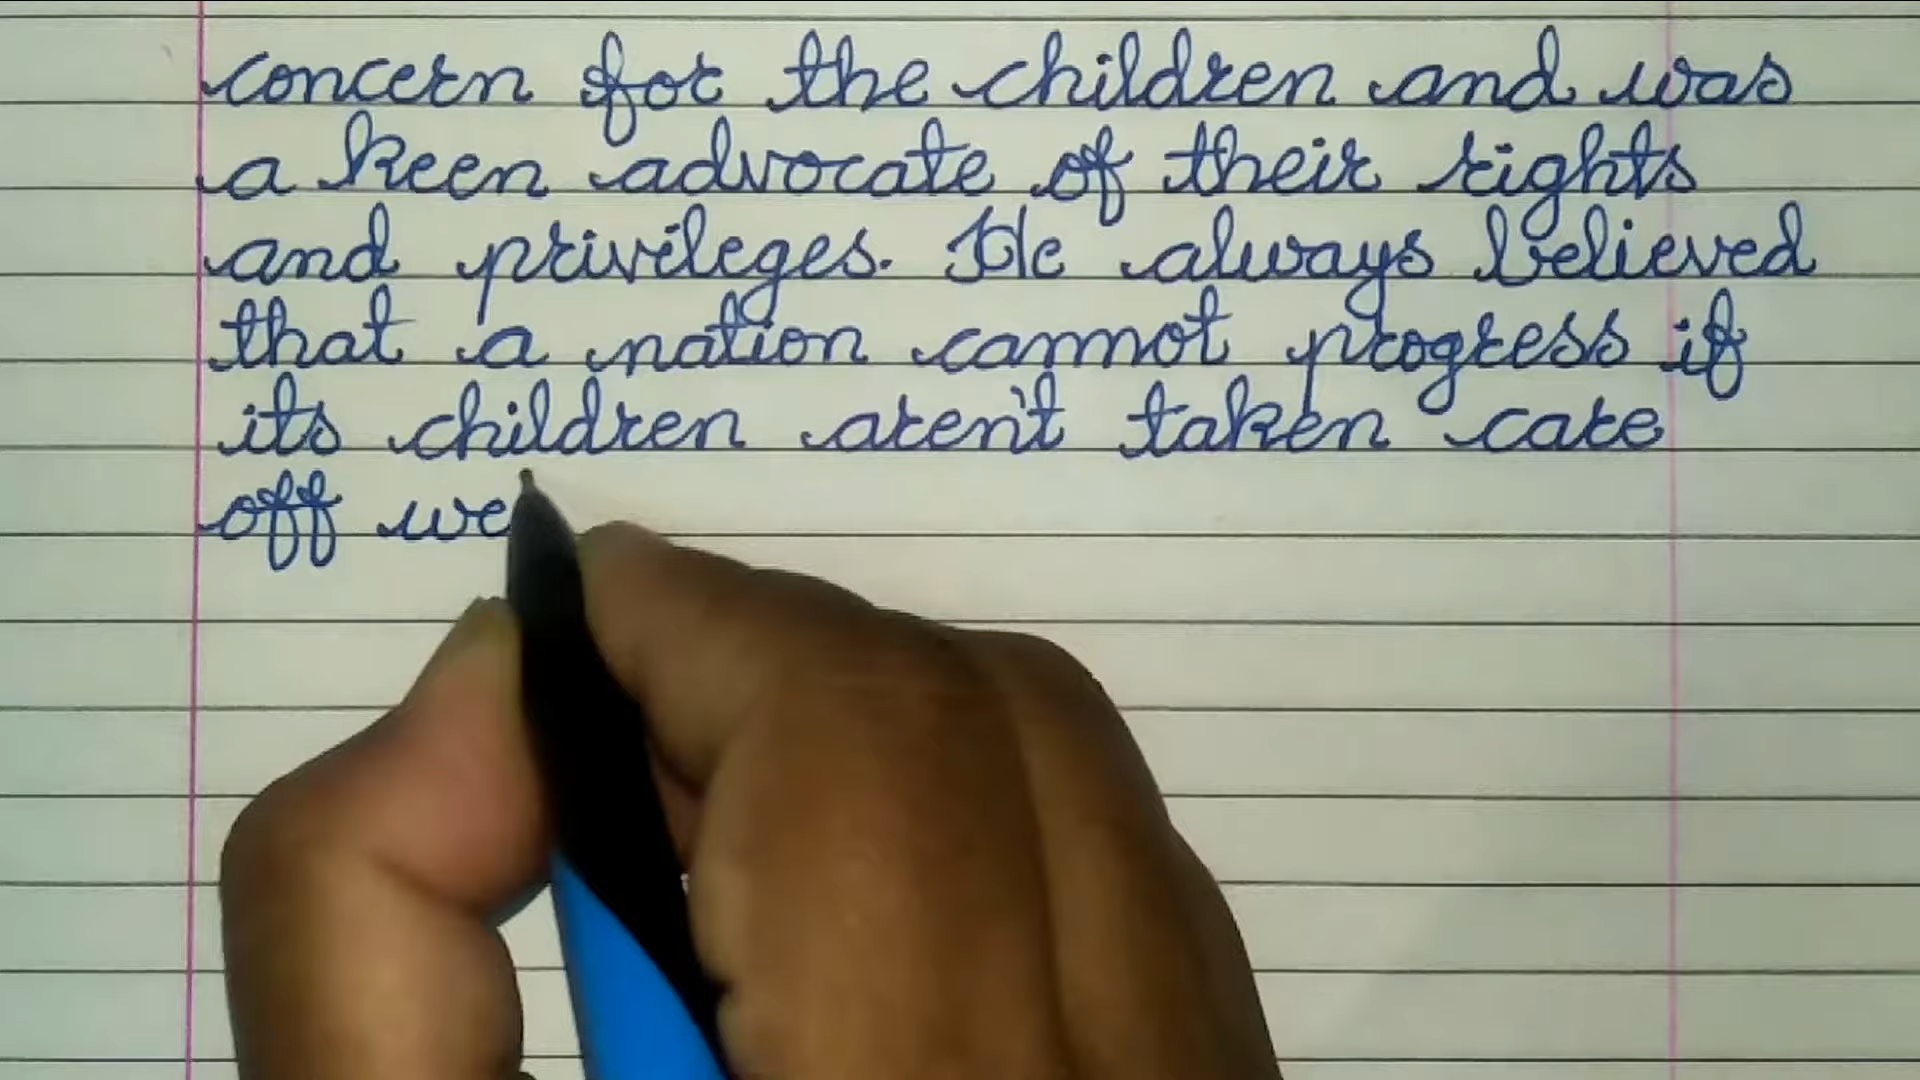 concern for the children and was
a keen advocate of their rights
and privileges. He always believed
that a nation cannot progress if
its children aren't taken care
off we